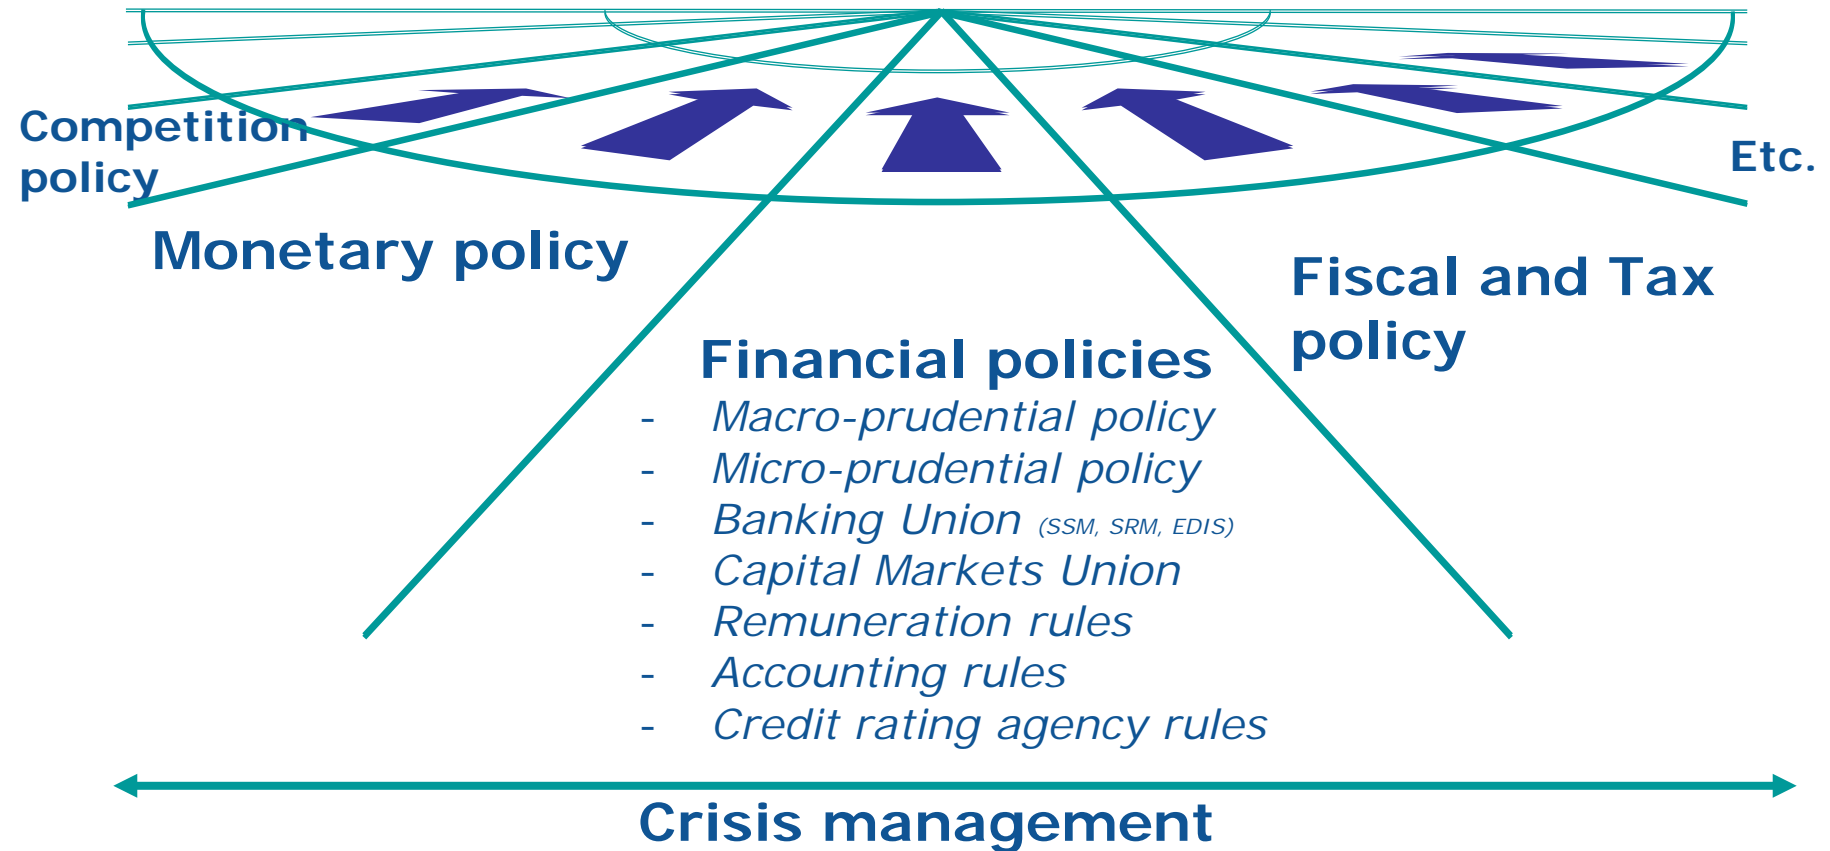 Competition
policy
Etc.
Monetary policy
Fiscal and Tax
policy
Financial policies
- Macro-prudential policy
- Micro-prudential policy
- Banking Union (SSM, SRM, EDIS)
- Capital Markets Union
- Remuneration rules
- Accounting rules
- Credit rating agency rules
Crisis management